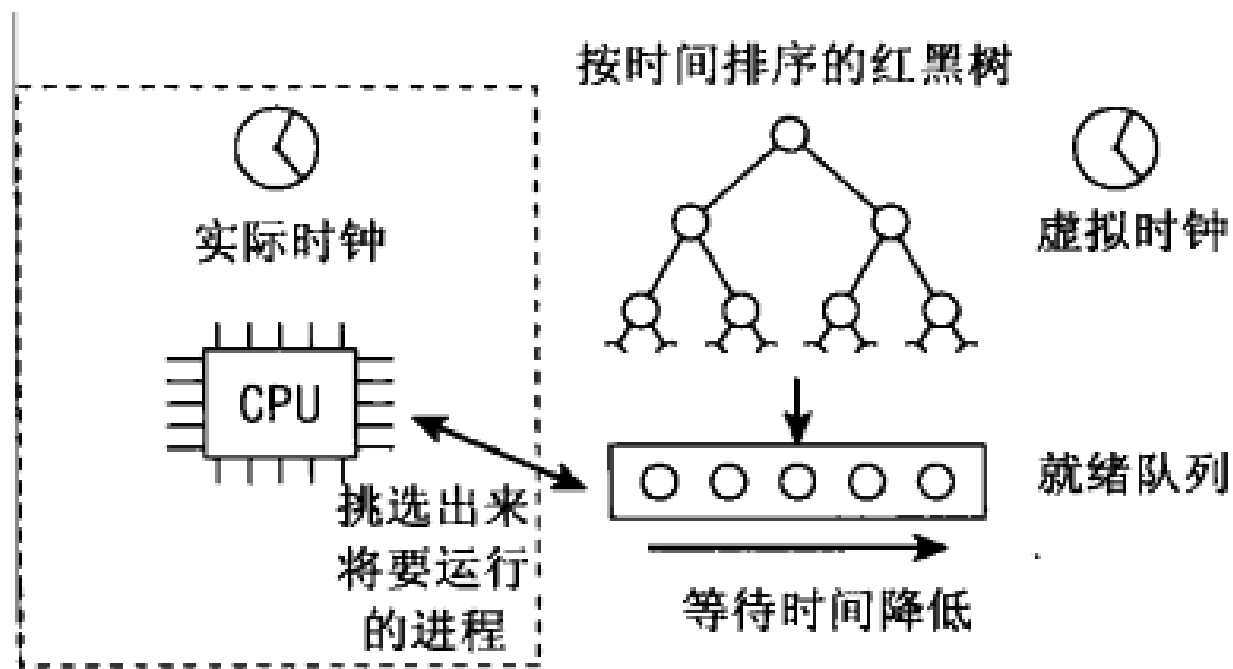 按时间排序的红黑树
实际时钟
虚拟时钟
CPU
就绪队列
挑选出来
将要运行
的进程
等待时间降低